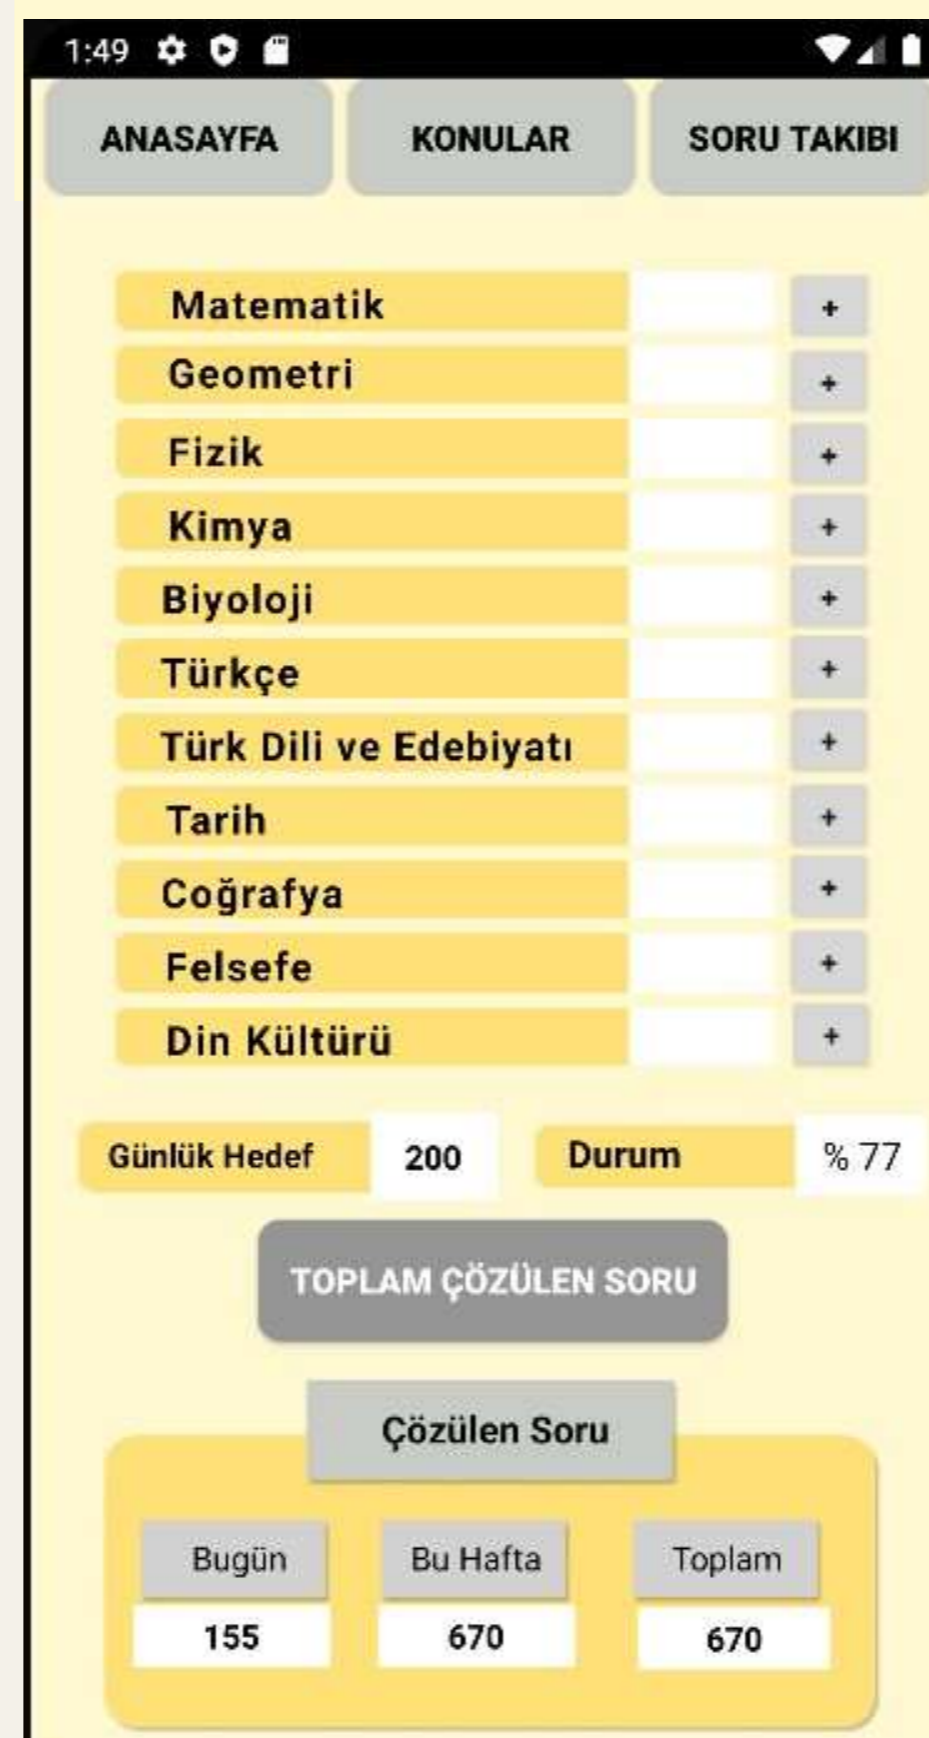 1:49
ANASAYFA KONULAR SORU TAKIBI
Matematik +
Geometri +
Fizik +
Kimya +
Biyoloji +
Türkçe +
Türk Dili ve Edebiyatı +
Tarih +
Coğrafya +
Felsefe +
Din Kültürü +
Günlük Hedef 200 Durum % 77
TOPLAM ÇÖZÜLEN SORU
Çözülen Soru
Bugün Bu Hafta Toplam
155 670 670